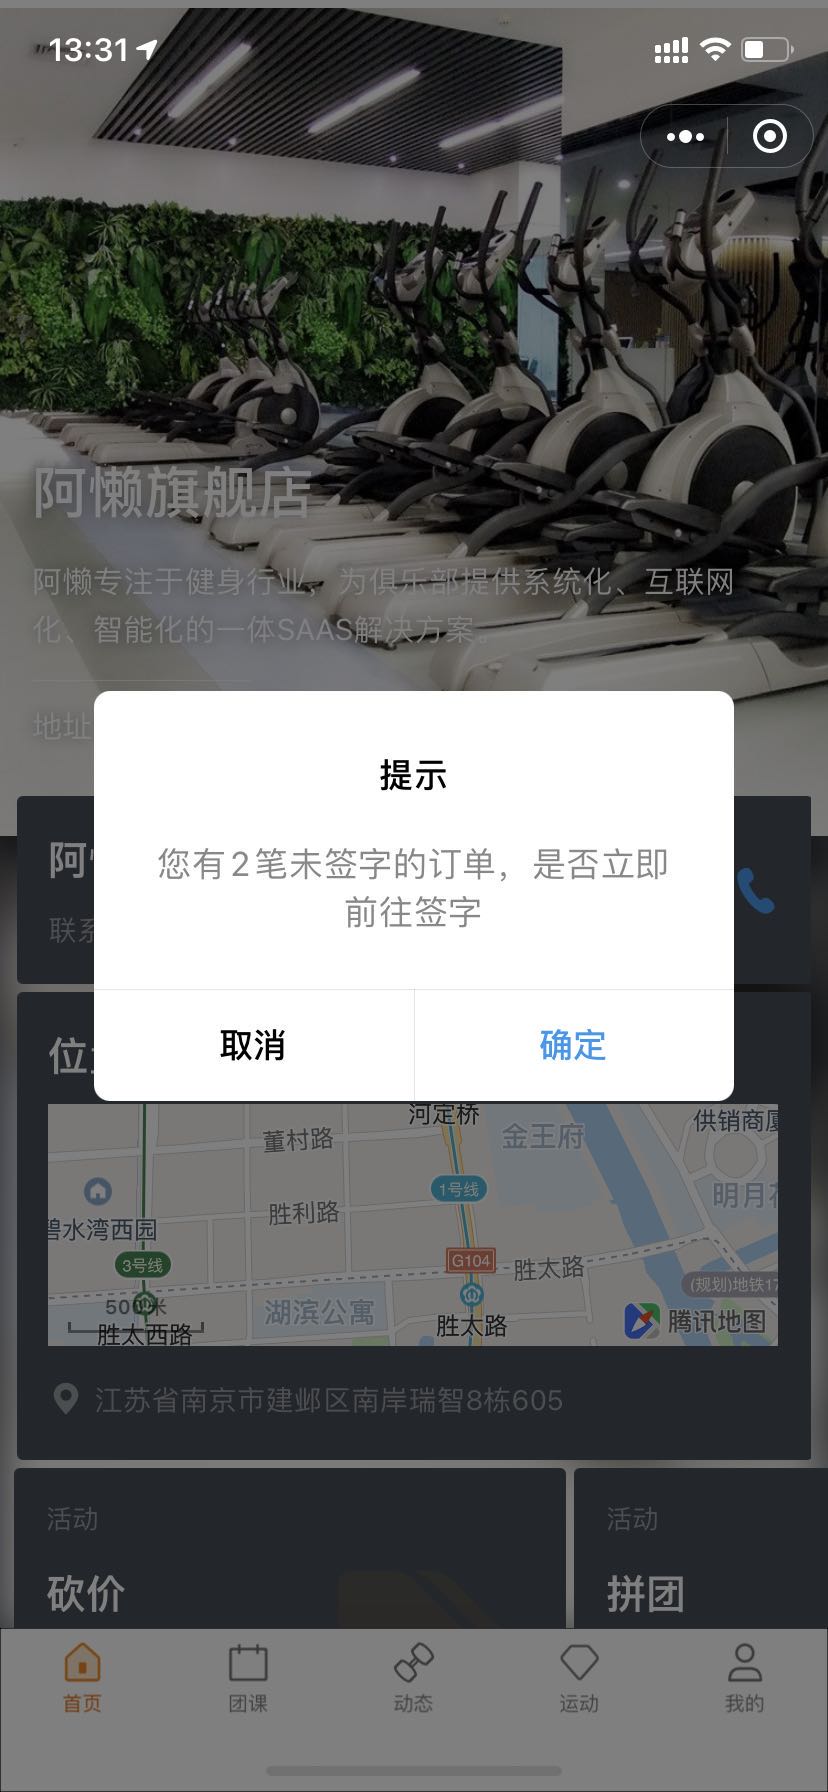 13:31
阿懒旗舰店
阿懒专注于健身行业，为俱乐部提供系统化、互联网
化、智能化的一体SAAS解决方案。
地址
提示
您有2笔未签字的订单，是否立即
前往签字
取消
确定
阿
联系
位
河定桥
供销商厦
董村路
金王府
1号线
明月花
胜利路
碧水湾西园
3号线
G104
胜太路
(规划)地铁17
500米
湖滨公寓
胜太西路
胜太路
腾讯地图
江苏省南京市建邺区南岸瑞智8栋605
活动
活动
砍价
拼团
首页
团课
动态
运动
我的